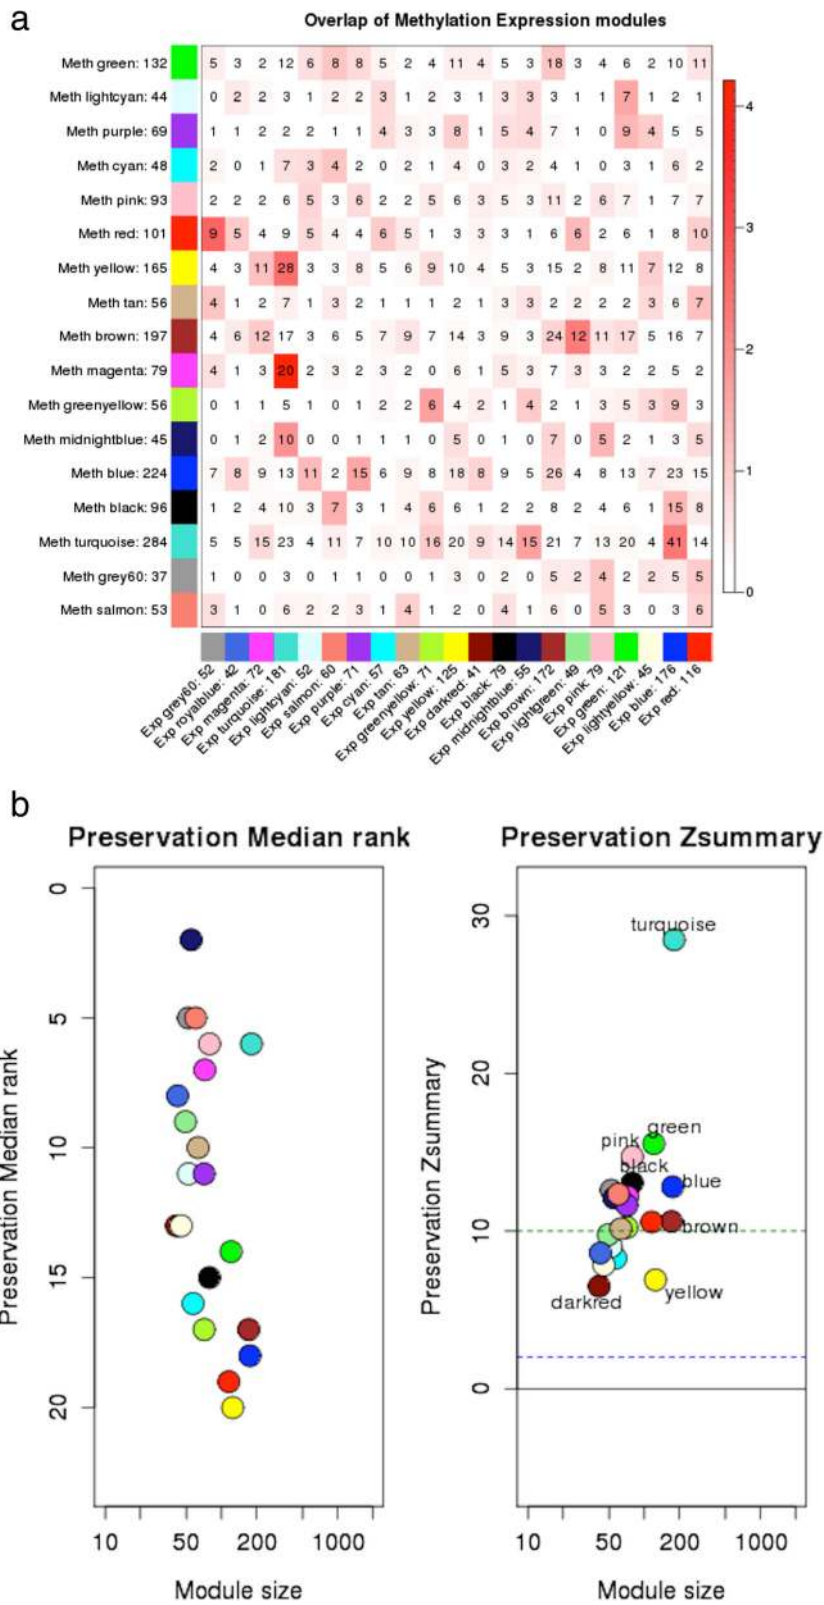 a
Overlap of Methylation Expression modules
Meth green: 132 5 3 2 12 6 8 8 5 2 4 11 4 5 3 18 3 4 6 2 10 11
Meth lightcyan: 44 0 2 2 3 1 2 2 3 1 2 3 1 3 3 3 1 1 7 1 2 1
Meth purple: 69 1 1 2 2 2 1 1 4 3 3 8 1 5 4 7 1 0 9 4 5 5
Meth cyan: 48 2 0 1 7 3 4 2 0 2 1 4 0 3 2 4 1 0 3 1 6 2
Meth pink: 93 2 2 2 6 5 3 6 2 2 5 6 3 5 3 11 2 6 7 1 7 7
Meth red: 101 9 5 4 9 5 4 4 6 5 1 3 3 3 1 6 6 2 6 1 8 10
Meth yellow: 165 4 3 11 28 3 3 8 5 6 9 10 4 5 3 15 2 8 11 7 12 8
Meth tan: 56 4 1 2 7 1 3 2 1 1 1 2 1 3 3 2 2 2 2 3 6 7
Meth brown: 197 4 6 12 17 3 6 5 7 9 7 14 3 9 3 24 12 11 17 5 16 7
Meth magenta: 79 4 1 3 20 2 3 2 3 2 0 6 1 5 3 7 3 3 2 2 5 2
Meth greenyellow: 56 0 1 1 5 1 0 1 2 2 6 4 2 1 4 2 1 3 5 3 9 3
Meth midnightblue: 45 0 1 2 10 0 0 1 1 1 0 5 0 1 0 7 0 5 2 1 3 5
Meth blue: 224 7 8 9 13 11 2 15 6 9 8 18 8 9 5 26 4 8 13 7 23 15
Meth black: 96 1 2 4 10 3 7 3 1 4 6 6 1 2 2 8 2 4 6 1 15 8
Meth turquoise: 284 5 5 15 23 4 11 7 10 10 16 20 9 14 15 21 7 13 20 4 41 14
Meth grey60: 37 1 0 0 3 0 1 1 0 0 1 3 0 2 0 5 2 4 2 2 5 5
Meth salmon: 53 3 1 0 6 2 2 3 1 4 1 2 0 4 1 6 0 5 3 0 3 6
4
3
2
1
0
Exp grey60: 52
Exp royalblue: 42
Exp magenta: 72
Exp turquoise: 181
Exp lightcyan: 52
Exp salmon: 60
Exp purple: 71
Exp cyan: 57
Exp tan: 63
Exp greenyellow: 71
Exp yellow: 125
Exp darkred: 41
Exp black: 79
Exp midnightblue: 55
Exp brown: 172
Exp lightgreen: 49
Exp pink: 79
Exp green: 121
Exp lightyellow: 45
Exp blue: 176
Exp red: 116
b
Preservation Median rank
Preservation Median rank
0
5
10
15
20
10 50 200 1000
Module size
Preservation Zsummary
Preservation Zsummary
30
20
10
0
turquoise
green
pink
black
blue
brown
yellow
darkred
10 50 200 1000
Module size